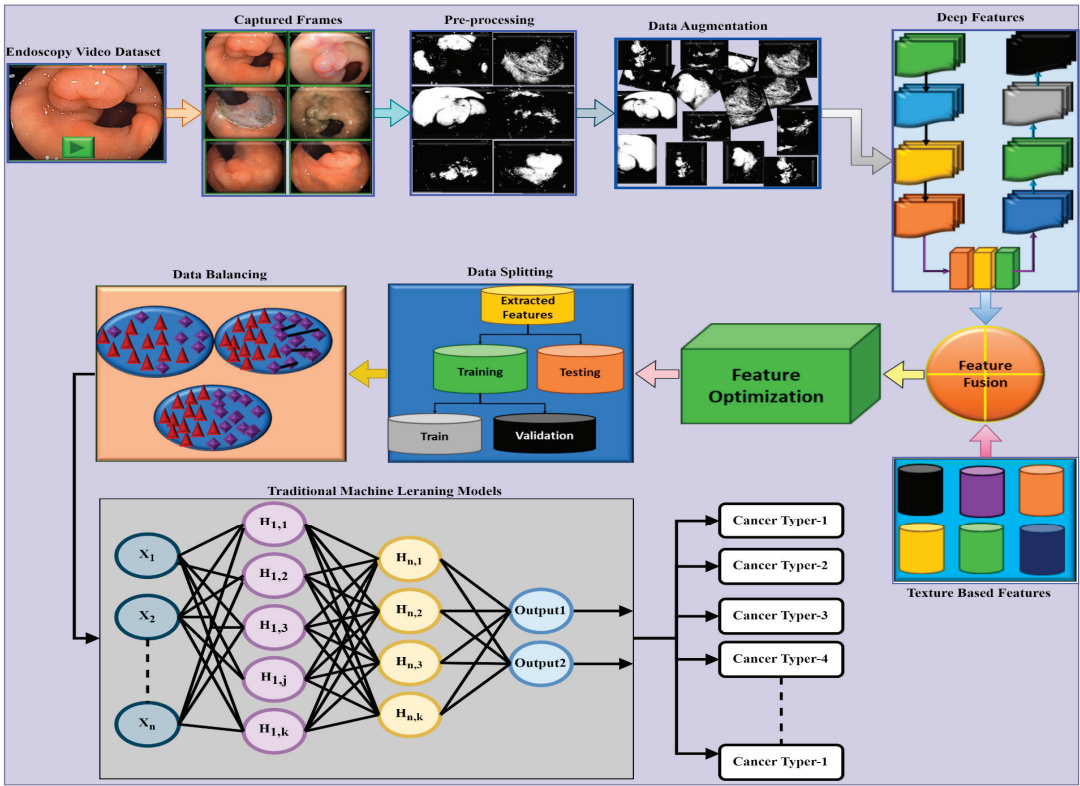 Endoscopy Video Dataset
Captured Frames
Pre-processing
Data Augmentation
Deep Features
Data Balancing
Data Splitting
Extracted
Features
Training
Testing
Train
Validation
Feature
Optimization
Feature
Fusion
Texture Based Features
Traditional Machine Leraning Models
X1
X2
Xn
H1,1
H1,2
H1,3
H1,j
H1,k
Hn,1
Hn,2
Hn,3
Hn,k
Output1
Output2
Cancer Typer-1
Cancer Typer-2
Cancer Typer-3
Cancer Typer-4
Cancer Typer-1